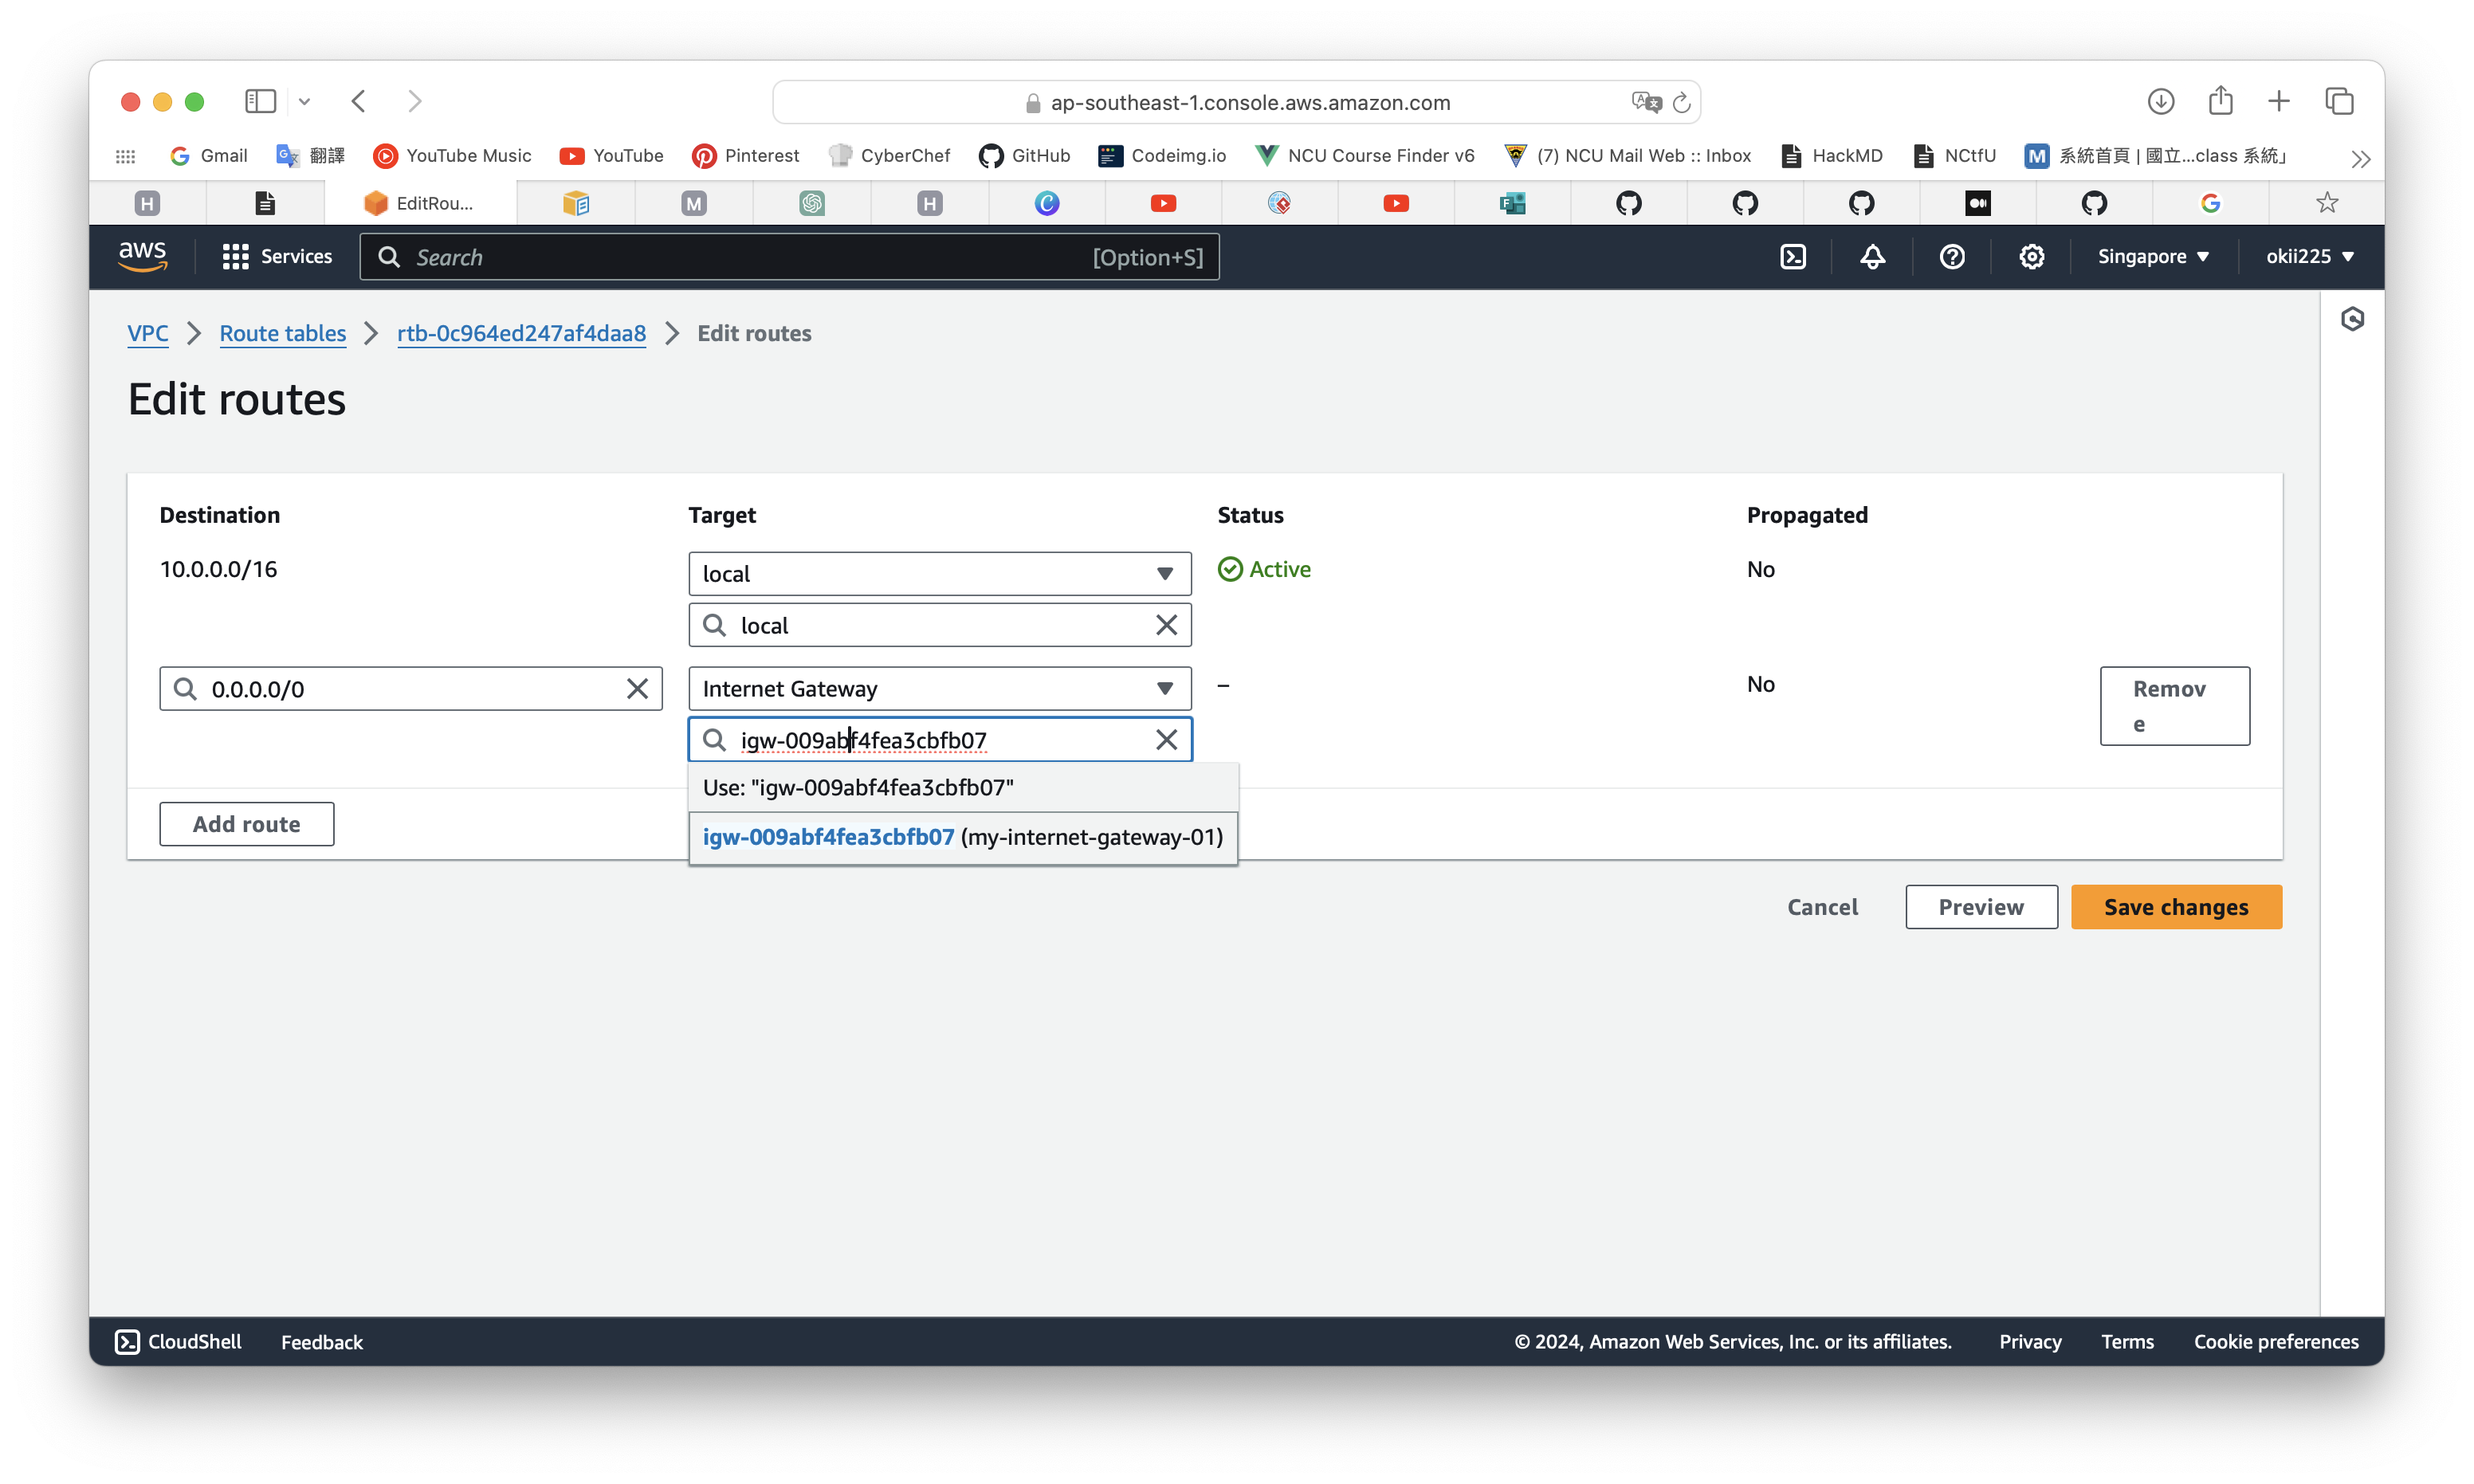 ap-southeast-1.console.aws.amazon.com
Gmail 翻譯 YouTube Music YouTube Pinterest CyberChef GitHub Codeimg.io NCU Course Finder v6 (7) NCU Mail Web :: Inbox HackMD NCtfU M 系統首頁 | 國立...class 系統」
H EditRou... M H
aws Services Search [Option+S] Singapore okii225
VPC Route tables rtb-0c964ed247af4daa8 Edit routes
Edit routes
Destination Target Status Propagated
10.0.0.0/16 local Active No
local
0.0.0.0/0 Internet Gateway – No Remov
e
igw-009abf4fea3cbfb07
Use: "igw-009abf4fea3cbfb07"
Add route
igw-009abf4fea3cbfb07 (my-internet-gateway-01)
Cancel Preview Save changes
CloudShell Feedback © 2024, Amazon Web Services, Inc. or its affiliates. Privacy Terms Cookie preferences